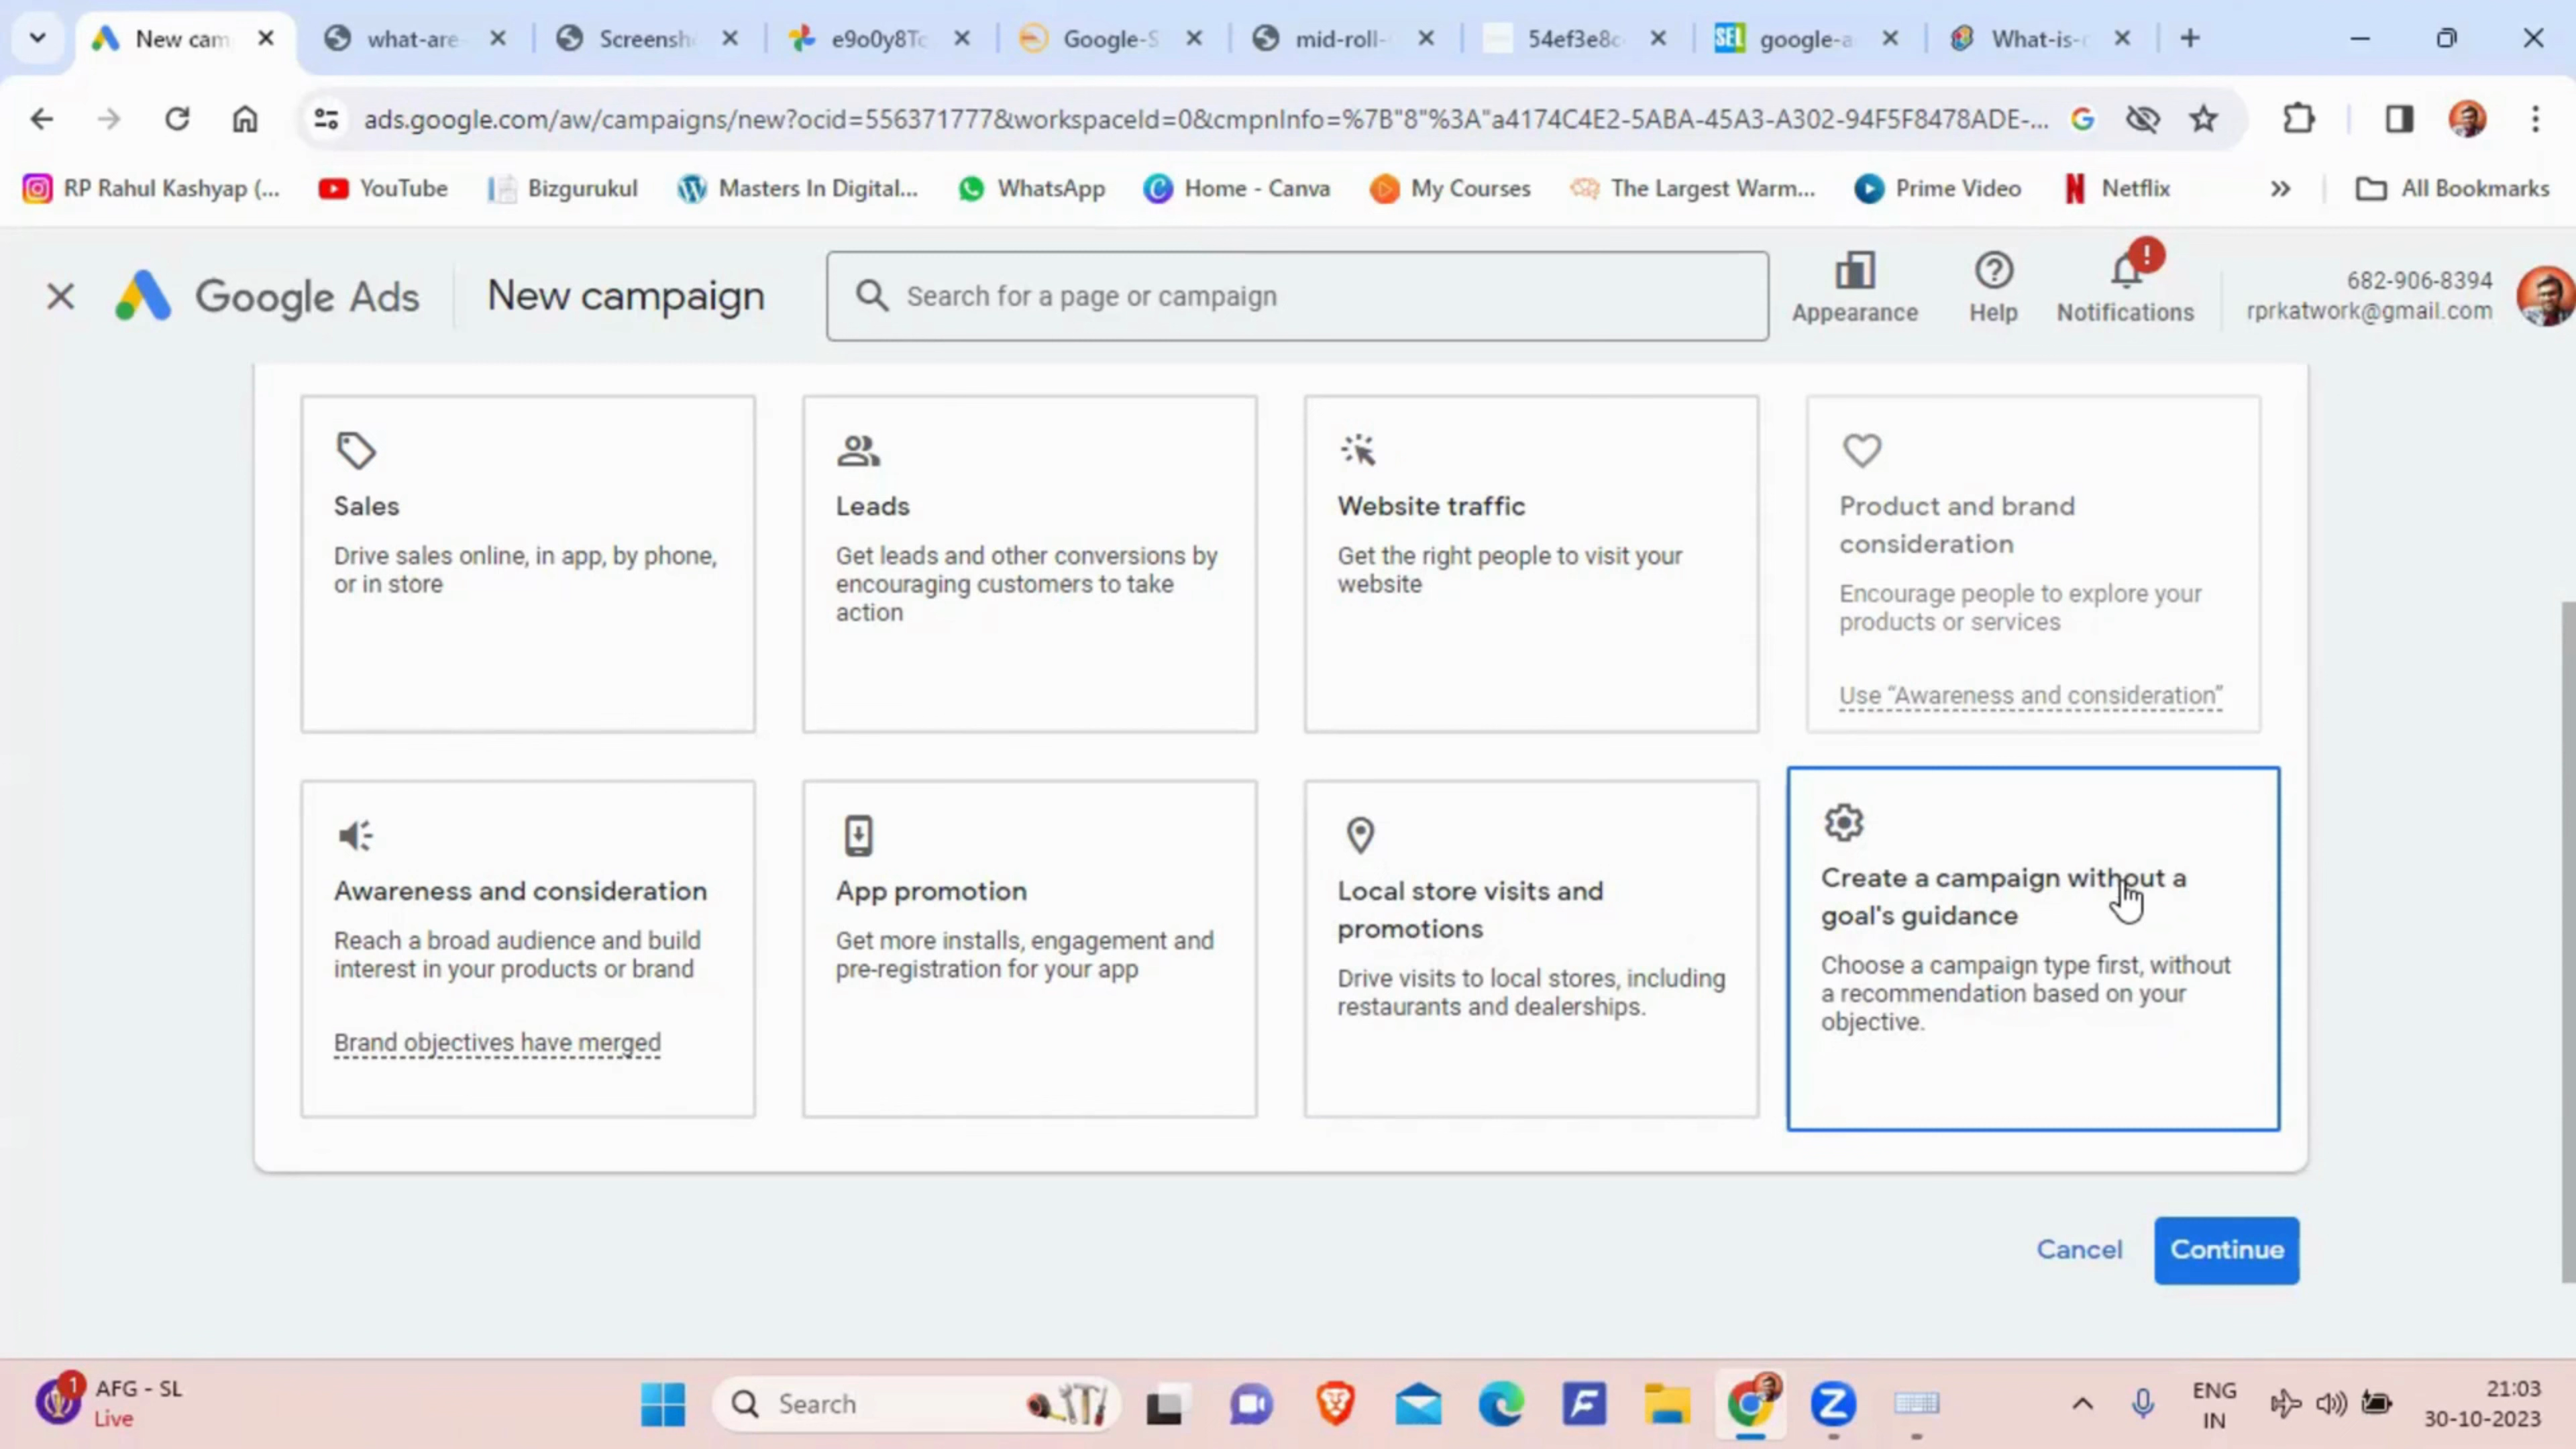 New cam
what-are-
Screensh
e9o0y8Tc
Google-S
mid-roll-
54ef3e8c
SEL google-a
What-is-
ads.google.com/aw/campaigns/new?ocid=556371777&workspaceId=0&cmpnInfo=%7B"8"%3A"a4174C4E2-5ABA-45A3-A302-94F5F8478ADE-...
RP Rahul Kashyap (...
YouTube
Bizgurukul
Masters In Digital...
WhatsApp
Home - Canva
My Courses
The Largest Warm...
Prime Video
Netflix
All Bookmarks
Google Ads
New campaign
Search for a page or campaign
Appearance
Help
Notifications
682-906-8394
rprkatwork@gmail.com
Sales
Drive sales online, in app, by phone,
or in store
Leads
Get leads and other conversions by
encouraging customers to take
action
Website traffic
Get the right people to visit your
website
Product and brand
consideration
Encourage people to explore your
products or services
Use “Awareness and consideration”
Awareness and consideration
Reach a broad audience and build
interest in your products or brand
Brand objectives have merged
App promotion
Get more installs, engagement and
pre-registration for your app
Local store visits and
promotions
Drive visits to local stores, including
restaurants and dealerships.
Create a campaign without a
goal's guidance
Choose a campaign type first, without
a recommendation based on your
objective.
Cancel
Continue
1
AFG - SL
Live
Search
ENG
IN
21:03
30-10-2023